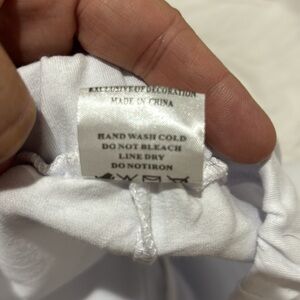 EXCLUSIVE OF DECORATION
MADE IN CHINA
HAND WASH COLD
DO NOT BLEACH
LINE DRY
DO NOTIRON